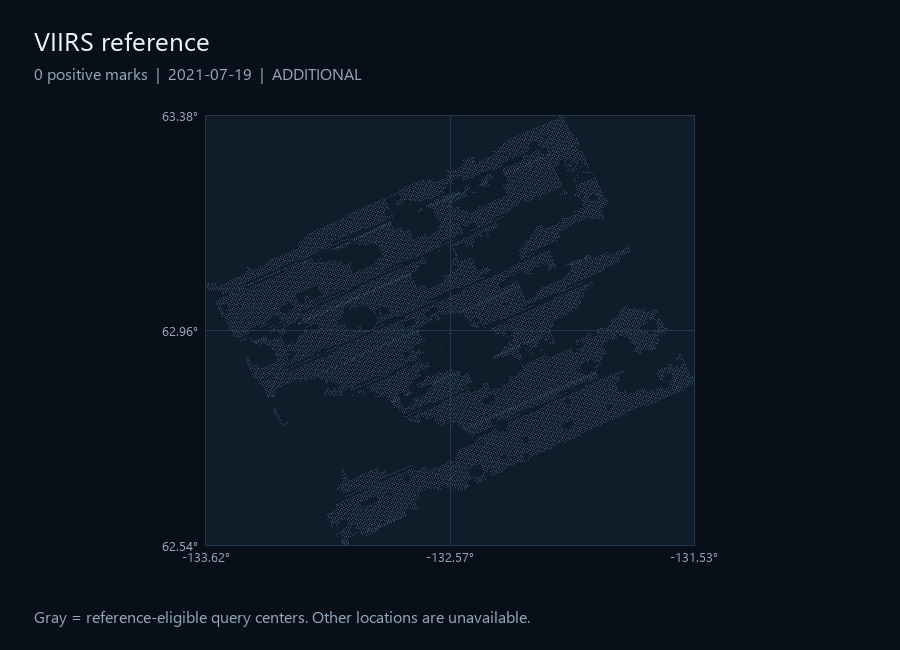 VIIRS reference
0 positive marks | 2021-07-19 | ADDITIONAL
63.38°
62.96°
62.54°
-133.62° -132.57° -131.53°
Gray = reference-eligible query centers. Other locations are unavailable.